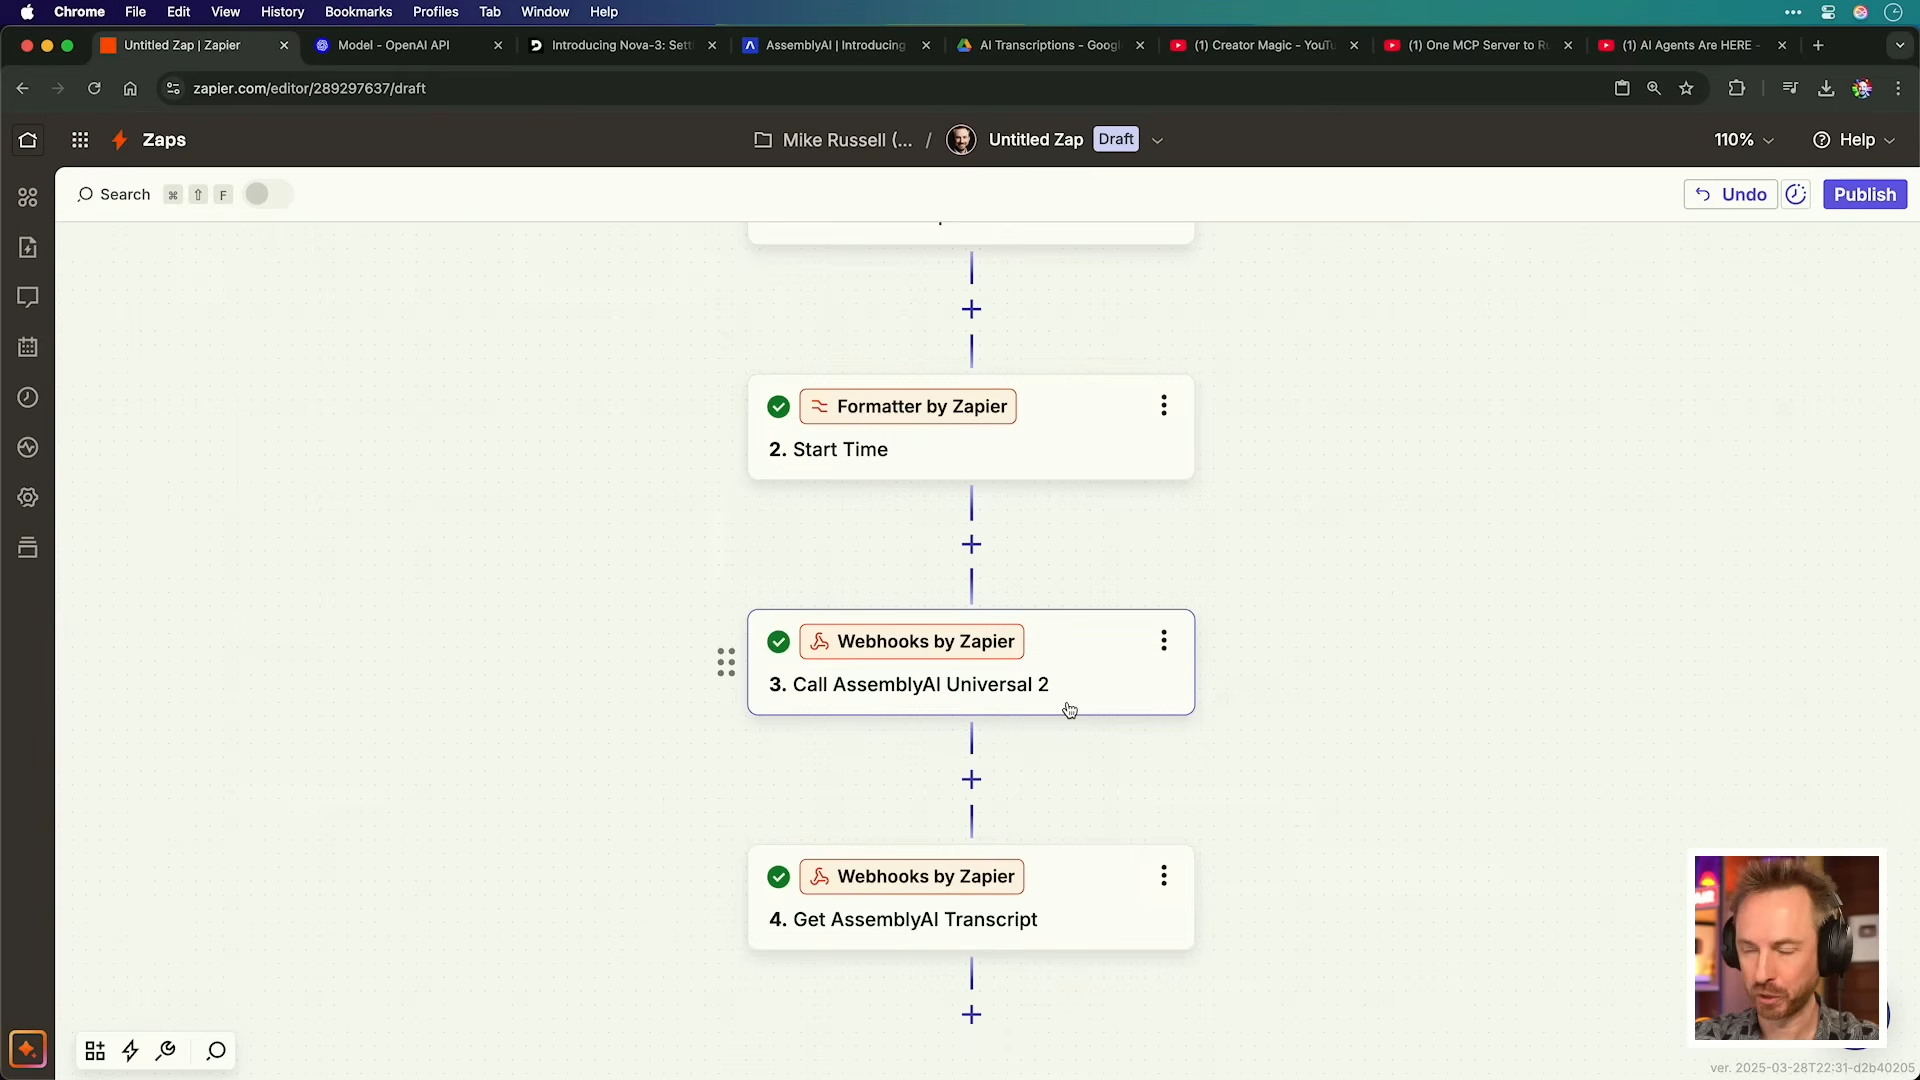 Chrome File Edit View History Bookmarks Profiles Tab Window Help
Untitled Zap | Zapier
Model - OpenAI API
Introducing Nova-3: Sett
AssemblyAI | Introducing
AI Transcriptions - Googl
(1) Creator Magic - YouTu
(1) One MCP Server to Ru
(1) AI Agents Are HERE -
zapier.com/editor/289297637/draft
Zaps
Mike Russell (... / Untitled Zap Draft
110%
Help
Search ⌘ ⇧ F
Undo
Publish
Formatter by Zapier
2. Start Time
Webhooks by Zapier
3. Call AssemblyAI Universal 2
Webhooks by Zapier
4. Get AssemblyAI Transcript
ver. 2025-03-28T22:31-d2b40205